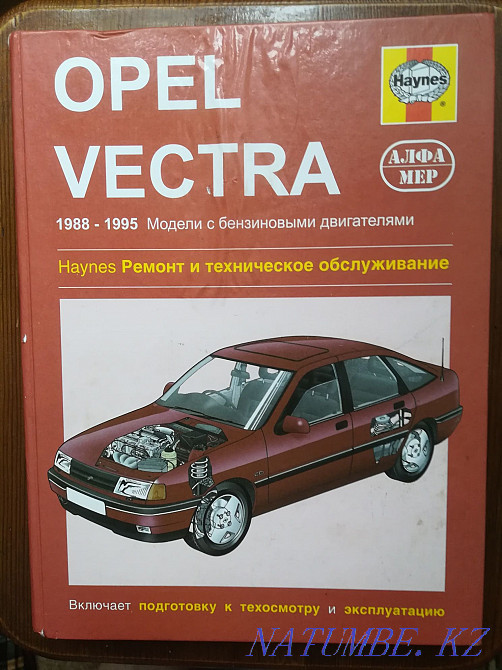 OPEL
VECTRA
Haynes
®
АЛФА
МЕР
1988 - 1995 Модели с бензиновыми двигателями
Haynes Ремонт и техническое обслуживание
Включает подготовку к техосмотру и эксплуатацию
NATUMBE. KZ